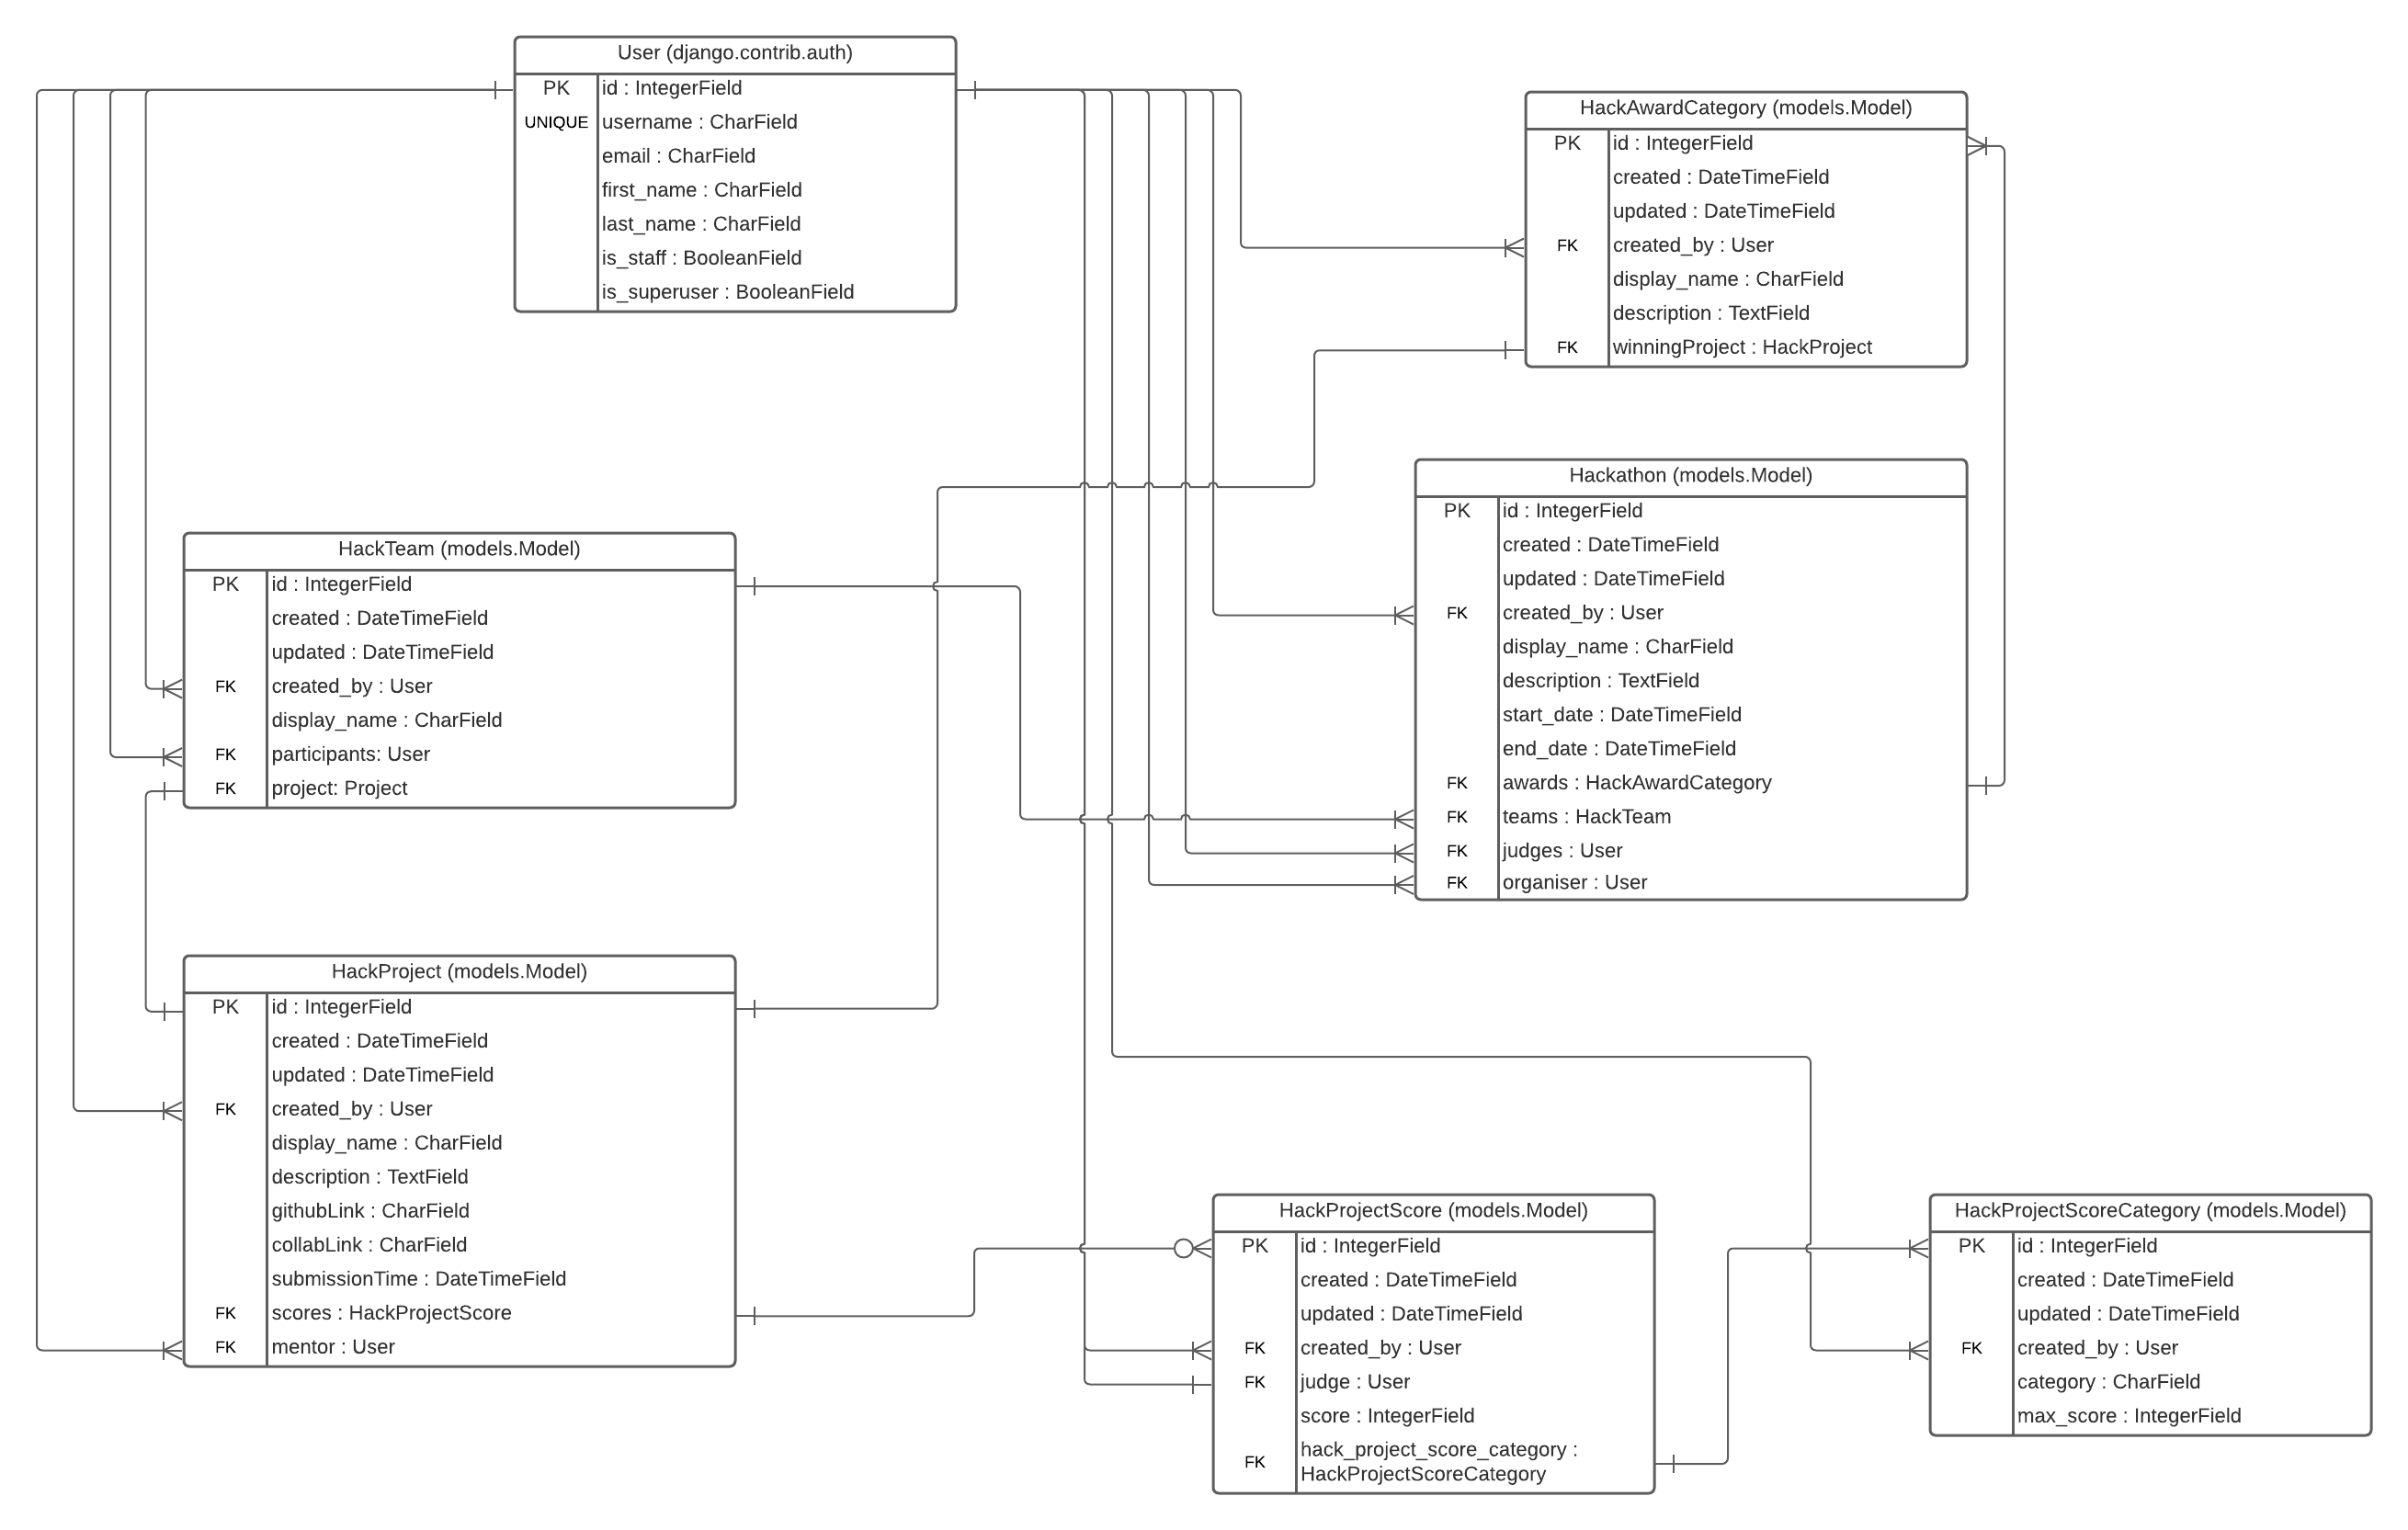 User (django.contrib.auth)
PK id : IntegerField
UNIQUE username : CharField
email : CharField
first_name : CharField
last_name : CharField
is_staff : BooleanField
is_superuser : BooleanField
HackAwardCategory (models.Model)
PK id : IntegerField
created : DateTimeField
updated : DateTimeField
FK created_by : User
display_name : CharField
description : TextField
FK winningProject : HackProject
Hackathon (models.Model)
PK id : IntegerField
created : DateTimeField
updated : DateTimeField
FK created_by : User
display_name : CharField
description : TextField
start_date : DateTimeField
end_date : DateTimeField
FK awards : HackAwardCategory
FK teams : HackTeam
FK judges : User
FK organiser : User
HackTeam (models.Model)
PK id : IntegerField
created : DateTimeField
updated : DateTimeField
FK created_by : User
display_name : CharField
FK participants: User
FK project: Project
HackProject (models.Model)
PK id : IntegerField
created : DateTimeField
updated : DateTimeField
FK created_by : User
display_name : CharField
description : TextField
githubLink : CharField
collabLink : CharField
submissionTime : DateTimeField
FK scores : HackProjectScore
FK mentor : User
HackProjectScore (models.Model)
PK id : IntegerField
created : DateTimeField
updated : DateTimeField
FK created_by : User
FK judge : User
score : IntegerField
FK hack_project_score_category :
HackProjectScoreCategory
HackProjectScoreCategory (models.Model)
PK id : IntegerField
created : DateTimeField
updated : DateTimeField
FK created_by : User
category : CharField
max_score : IntegerField